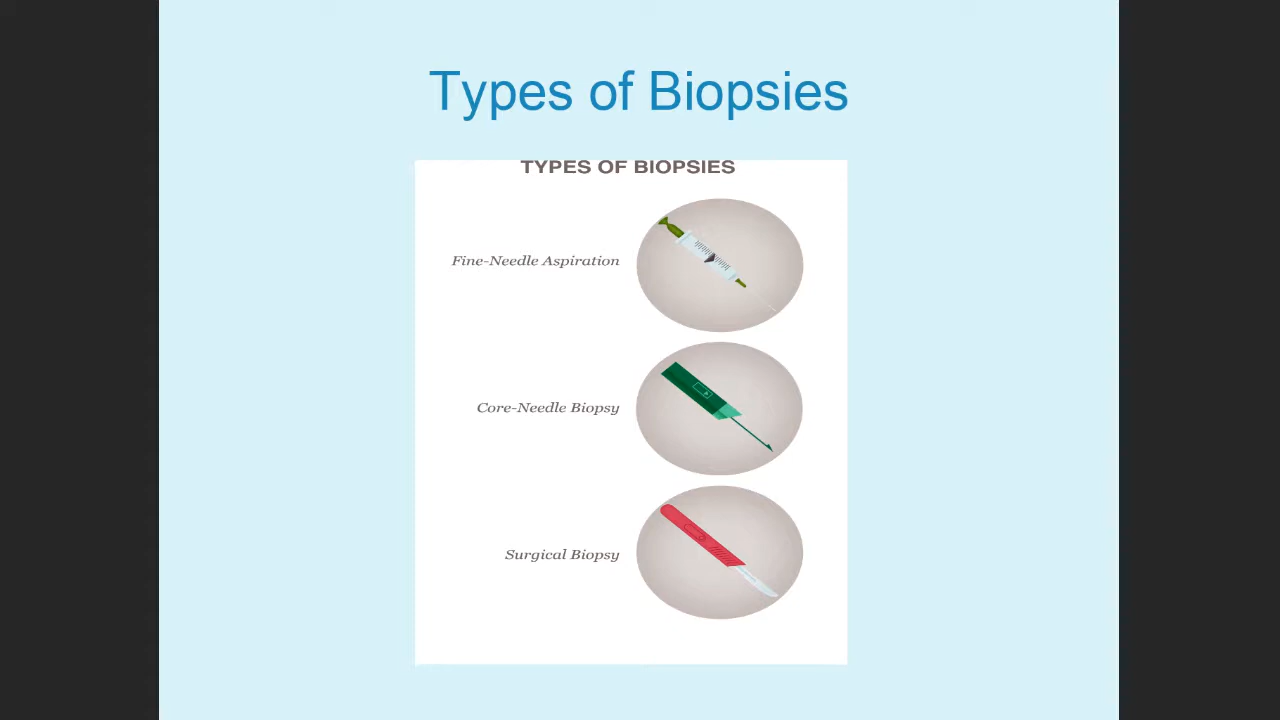 Types of Biopsies
TYPES OF BIOPSIES
Fine-Needle Aspiration
Core-Needle Biopsy
Surgical Biopsy